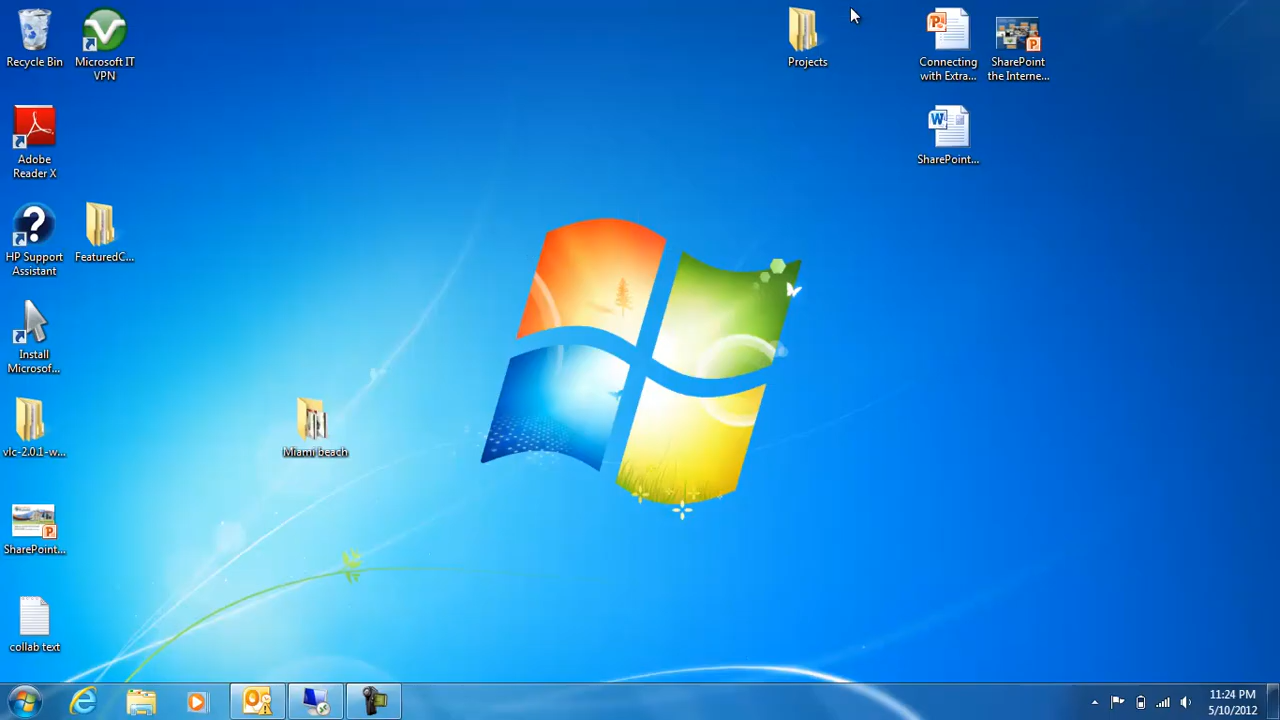 Recycle Bin
Microsoft IT
VPN
Projects
Connecting
with Extra...
SharePoint
the Interne...
Adobe
Reader X
SharePoint...
HP Support
Assistant
FeaturedC...
Install
Microsof...
vlc-2.0.1-w...
Miami beach
SharePoint...
collab text
11:24 PM
5/10/2012